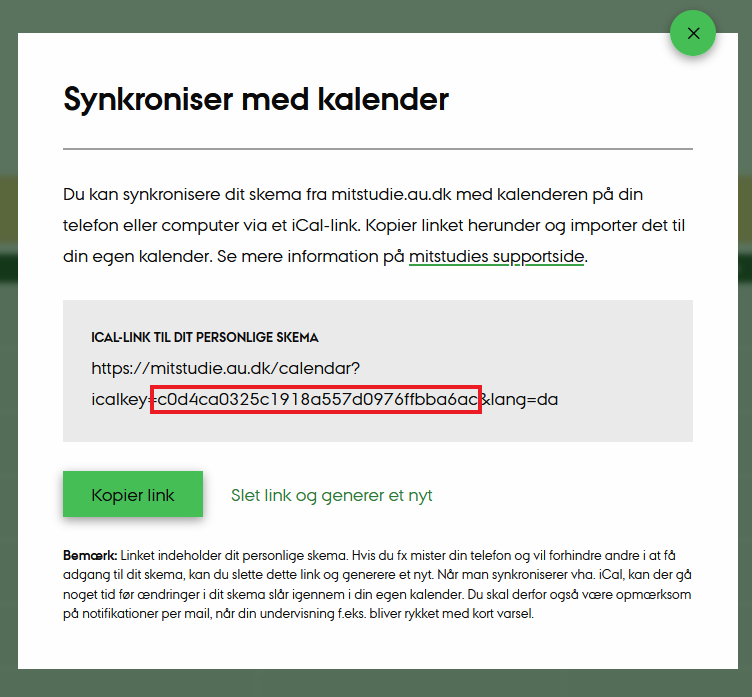 Synkroniser med kalender
Du kan synkronisere dit skema fra mitstudie.au.dk med kalenderen på din
telefon eller computer via et iCal-link. Kopier linket herunder og importer det til
din egen kalender. Se mere information på mitstudies supportside.
ICAL-LINK TIL DIT PERSONLIGE SKEMA
https://mitstudie.au.dk/calendar?
icalkey=c0d4ca0325c1918a557d0976ffbba6ac&lang=da
Kopier link
Slet link og generer et nyt
Bemærk: Linket indeholder dit personlige skema. Hvis du fx mister din telefon og vil forhindre andre i at få
adgang til dit skema, kan du slette dette link og generere et nyt. Når man synkroniserer vha. iCal, kan der gå
noget tid før ændringer i dit skema slår igennem i din egen kalender. Du skal derfor også være opmærksom
på notifikationer per mail, når din undervisning f.eks. bliver rykket med kort varsel.